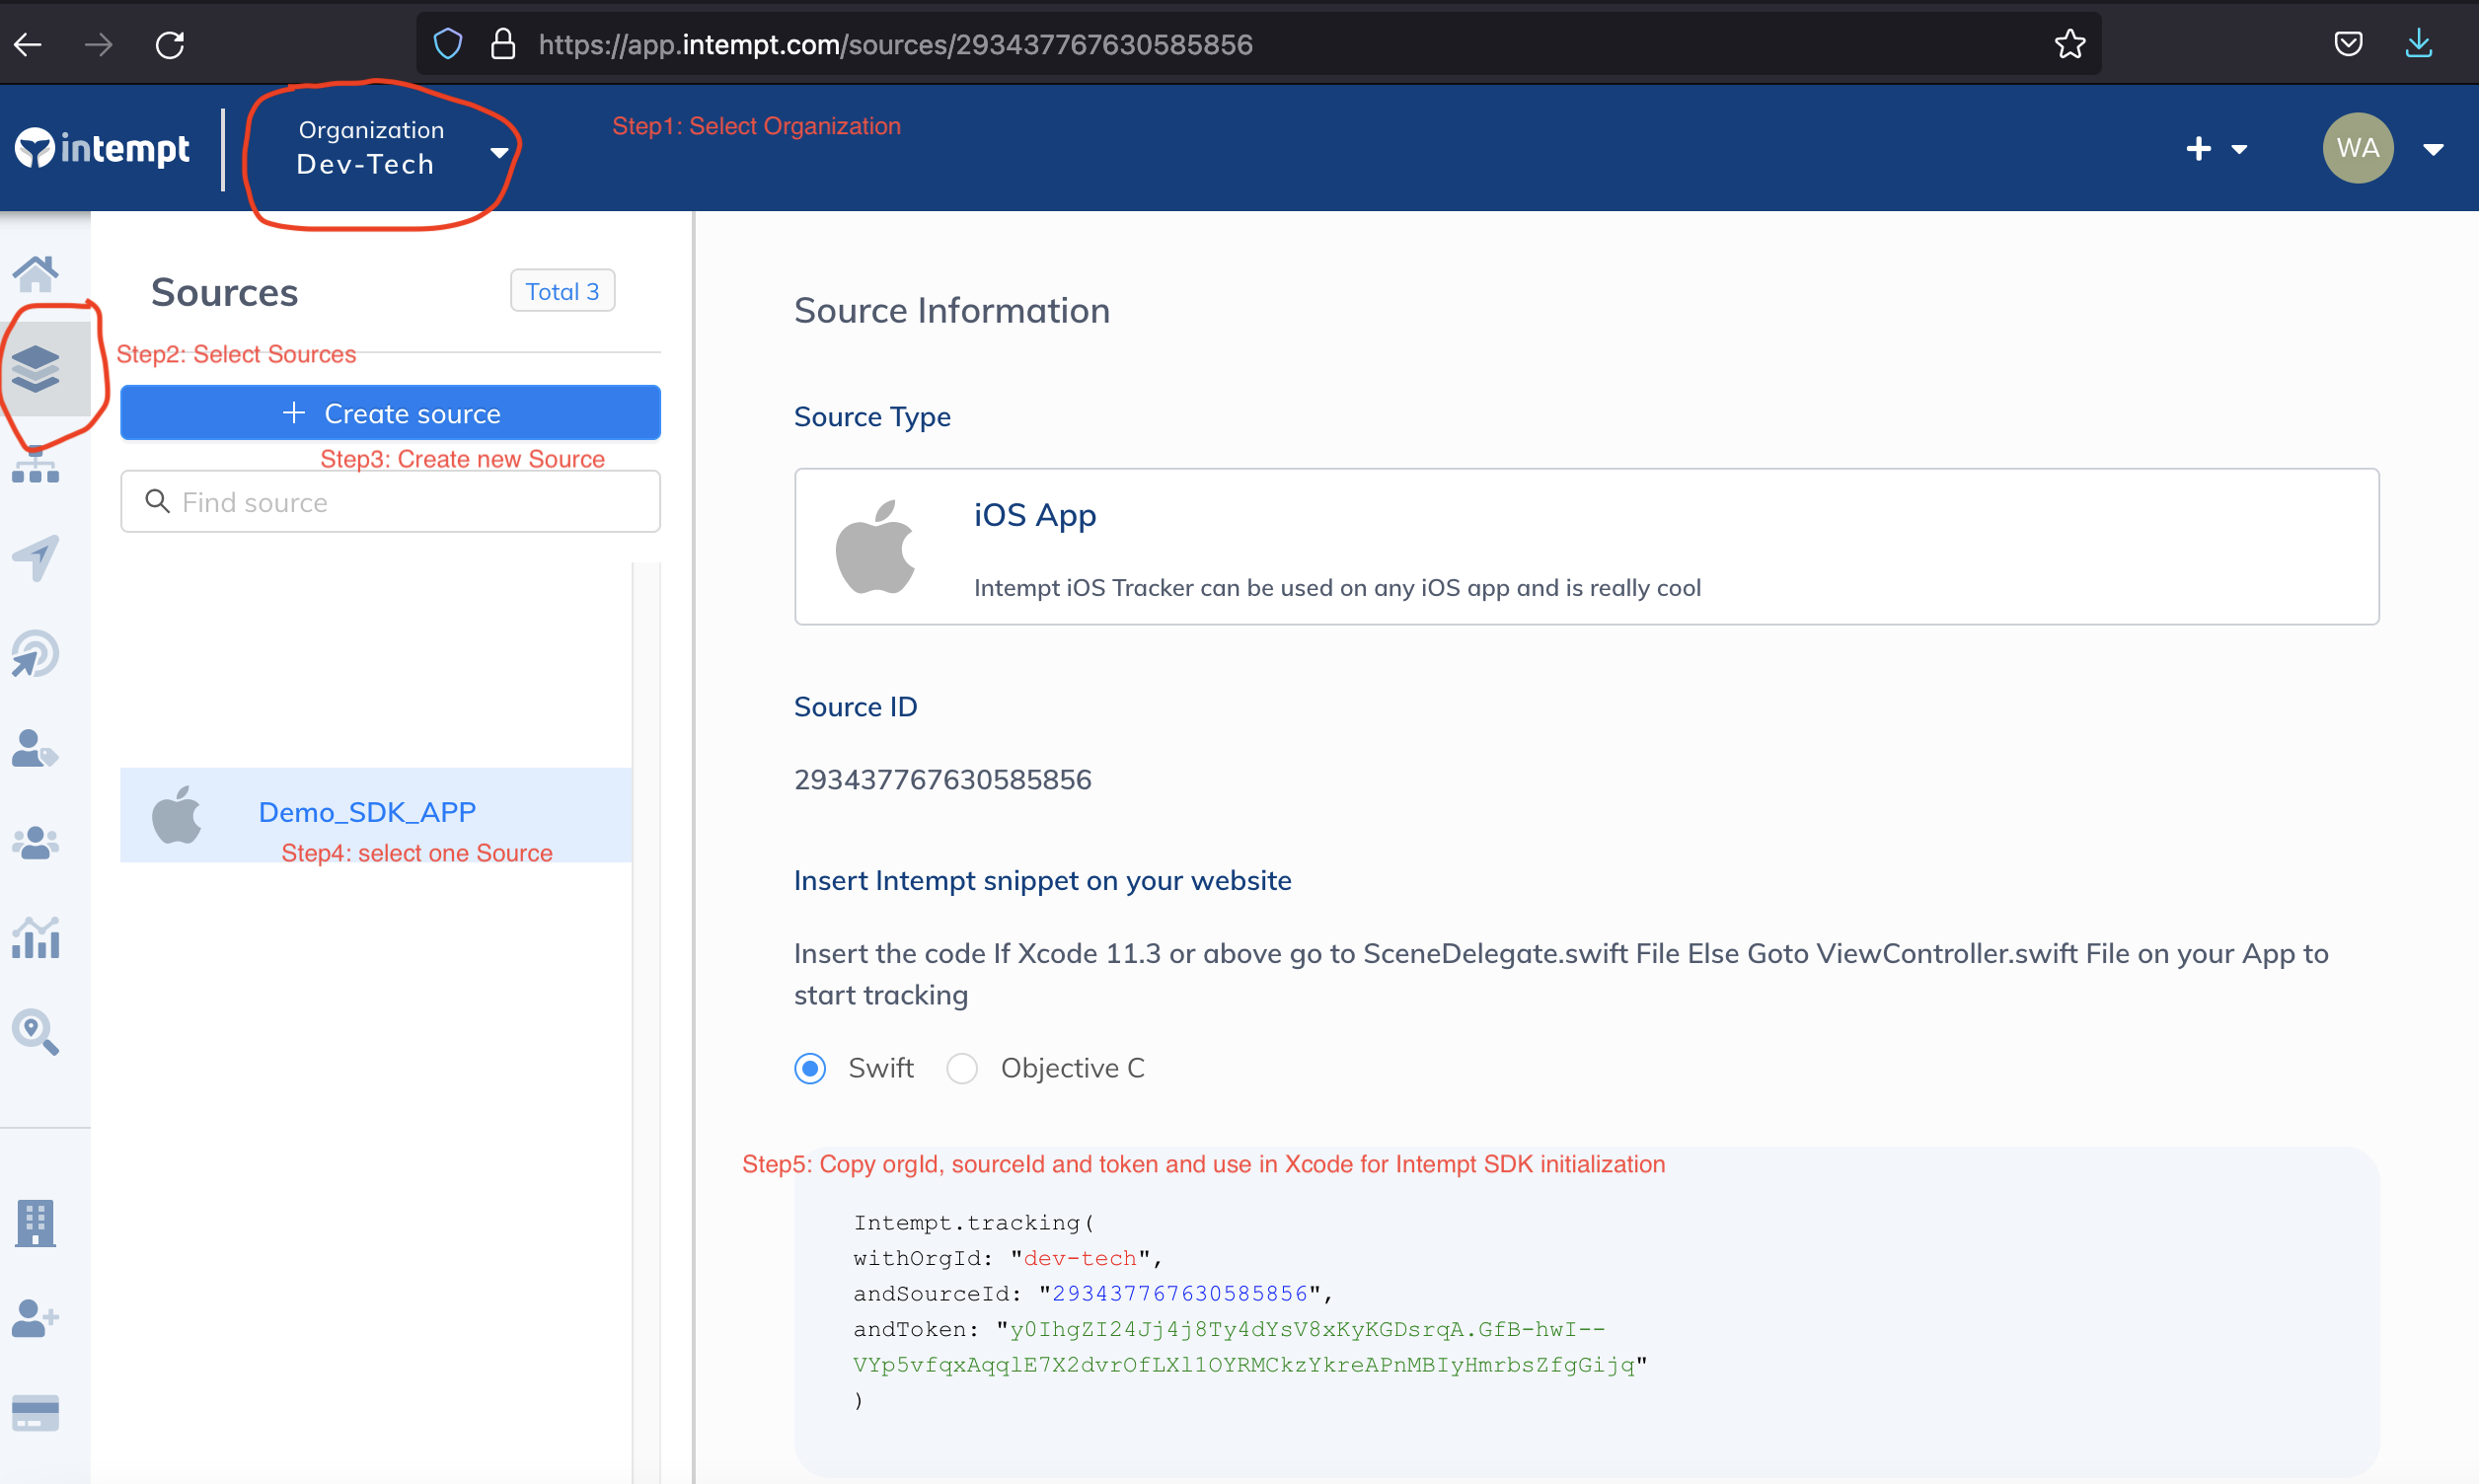 https://app.intempt.com/sources/293437767630585856
intempt
Organization
Dev-Tech
Step1: Select Organization
WA
Sources
Total 3
Step2: Select Sources
+ Create source
Step3: Create new Source
Find source
Demo_SDK_APP
Step4: select one Source
Source Information
Source Type
iOS App
Intempt iOS Tracker can be used on any iOS app and is really cool
Source ID
293437767630585856
Insert Intempt snippet on your website
Insert the code If Xcode 11.3 or above go to SceneDelegate.swift File Else Goto ViewController.swift File on your App to
start tracking
Swift
Objective C
Step5: Copy orgId, sourceId and token and use in Xcode for Intempt SDK initialization
Intempt.tracking(
withOrgId: "dev-tech",
andSourceId: "293437767630585856",
andToken: "y0IhgZI24Jj4j8Ty4dYsV8xKyKGDsrqA.GfB-hwI--
VYp5vfqxAqqlE7X2dvrOfLXl1OYRMCkzYkreAPnMBIyHmrbsZfgGijq"
)